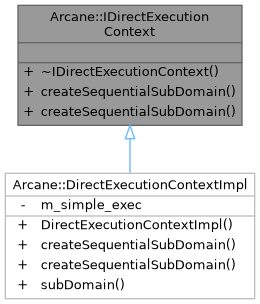 Arcane::IDirectExecution
Context
+ ~IDirectExecutionContext()
+ createSequentialSubDomain()
+ createSequentialSubDomain()
Arcane::DirectExecutionContextImpl
- m_simple_exec
+ DirectExecutionContextImpl()
+ createSequentialSubDomain()
+ createSequentialSubDomain()
+ subDomain()